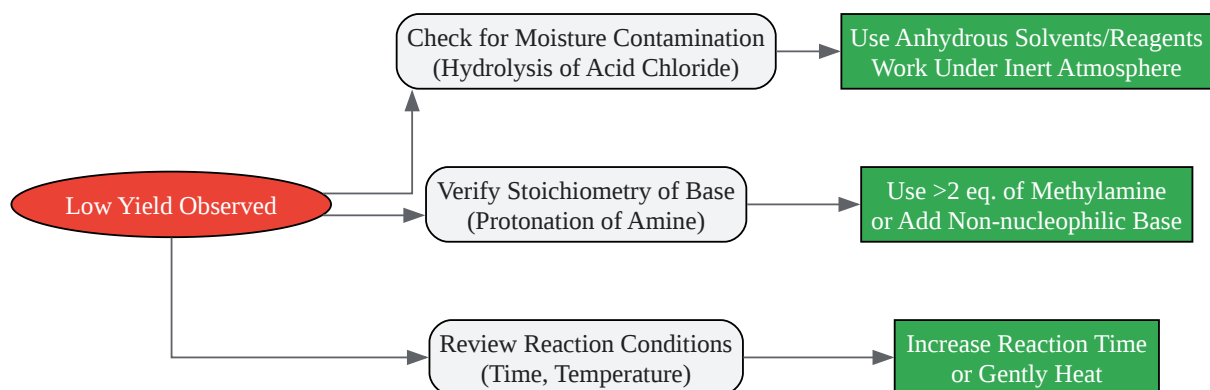 Check for Moisture Contamination
(Hydrolysis of Acid Chloride)
Use Anhydrous Solvents/Reagents
Work Under Inert Atmosphere
Low Yield Observed
Verify Stoichiometry of Base
(Protonation of Amine)
Use >2 eq. of Methylamine
or Add Non-nucleophilic Base
Review Reaction Conditions
(Time, Temperature)
Increase Reaction Time
or Gently Heat